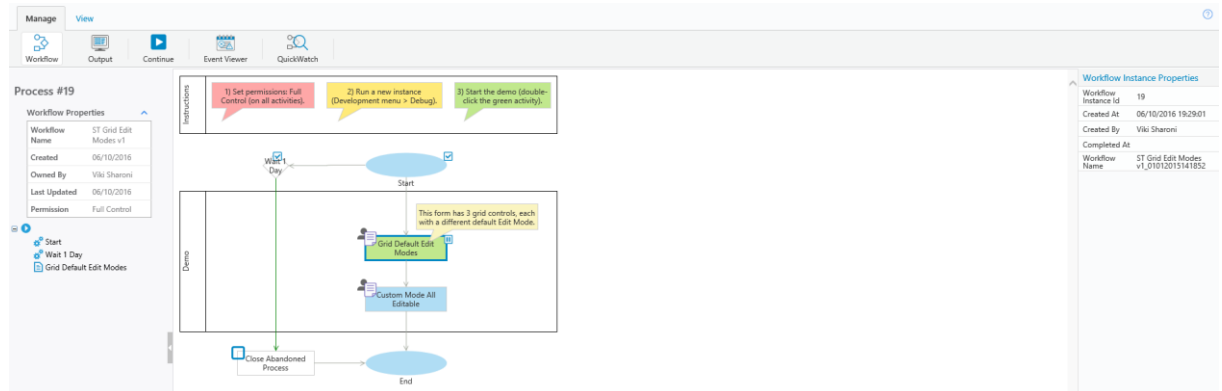 Manage View
Workflow Output Continue Event Viewer QuickWatch
Process #19
Workflow Properties
Workflow Name ST Grid Edit Modes v1
Created 06/10/2016
Owned By Viki Sharoni
Last Updated 06/10/2016
Permission Full Control
Start
Wait 1 Day
Grid Default Edit Modes
Instructions
1) Set permissions: Full
Control (on all activities).
2) Run a new instance
(Development menu > Debug).
3) Start the demo (double-
click the green activity).
Wait 1
Day
Start
Demo
This form has 3 grid controls, each
with a different default Edit Mode.
Grid Default Edit
Modes
Custom Mode All
Editable
Close Abandoned
Process
End
Workflow Instance Properties
Workflow Instance Id 19
Created At 06/10/2016 19:29:01
Created By Viki Sharoni
Completed At
Workflow Name ST Grid Edit Modes v1_01012015141852